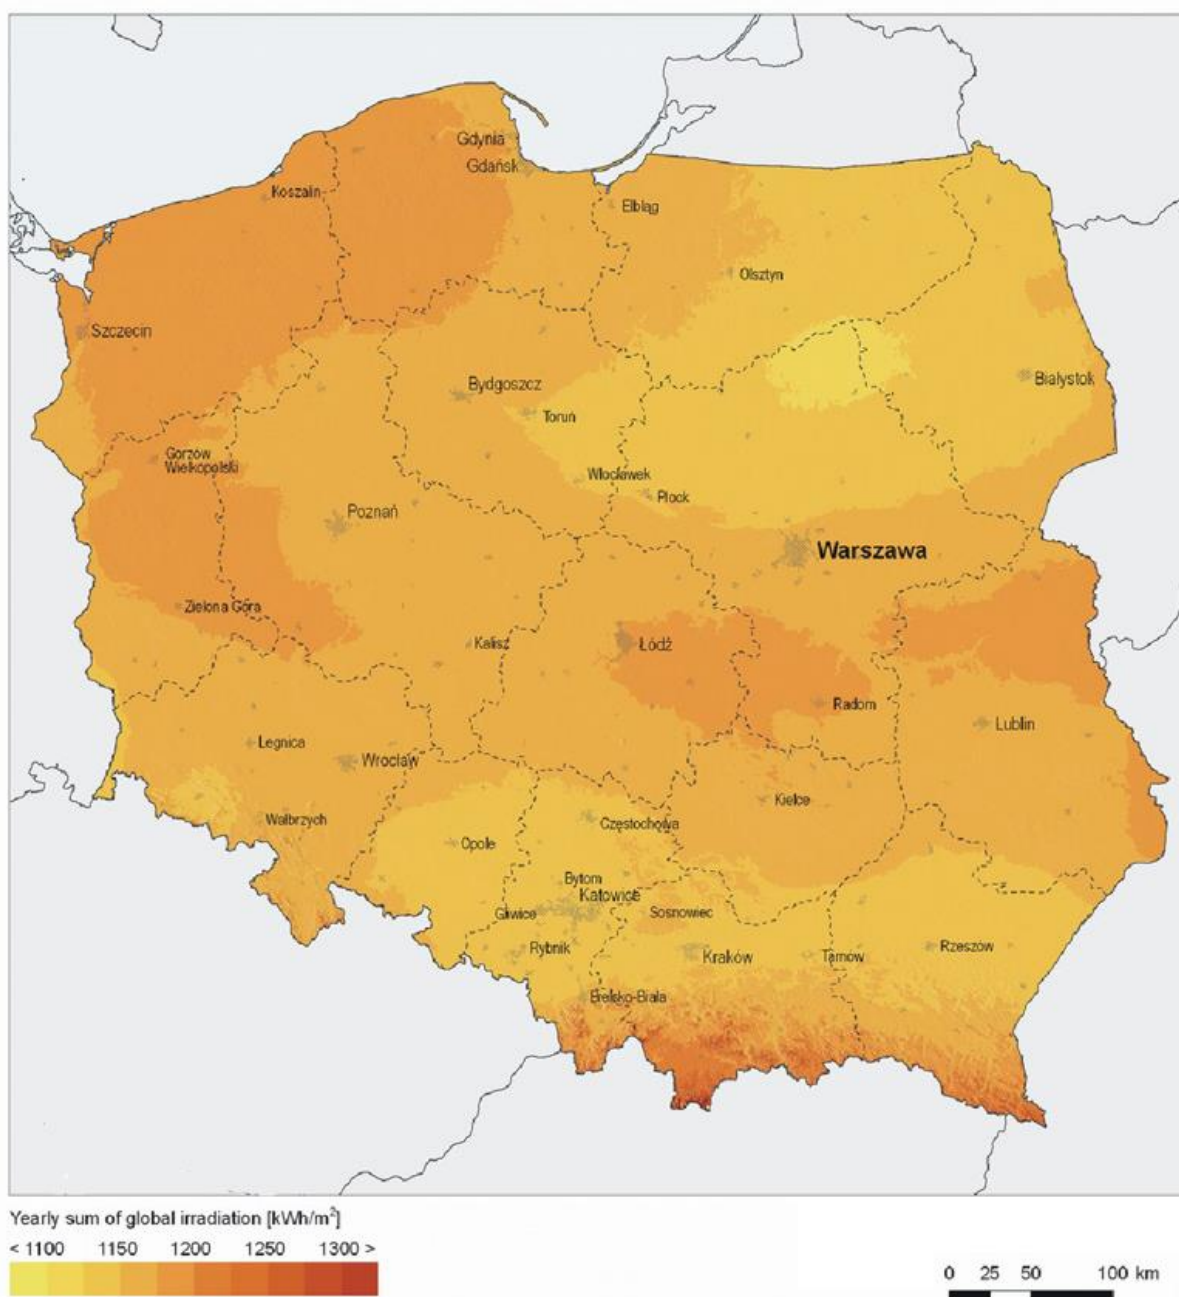 Gdynia
Gdańsk
Koszalin
Elbląg
Olsztyn
Szczecin
Białystok
Bydgoszcz
Toruń
Gorzów
Wielkopolski
Włocławek
Płock
Poznań
Warszawa
Zielona Góra
Kalisz
Łódź
Radom
Lublin
Legnica
Wrocław
Kielce
Wałbrzych
Częstochowa
Opole
Bytom
Katowice
Gliwice
Sosnowiec
Rybnik
Kraków
Tarnów
Rzeszów
Bielsko-Biała
Yearly sum of global irradiation [kWh/m²]
< 1100 1150 1200 1250 1300 >
0 25 50 100 km